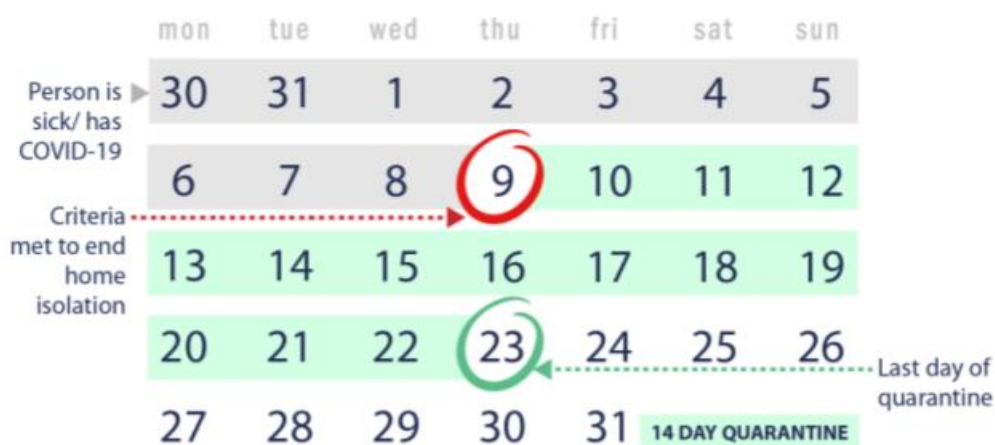 mon tue wed thu fri sat sun
Person is
sick/ has
COVID-19
30 31 1 2 3 4 5
6 7 8 9 10 11 12
Criteria
met to end
home
isolation
13 14 15 16 17 18 19
20 21 22 23 24 25 26
Last day of
quarantine
27 28 29 30 31
14 DAY QUARANTINE